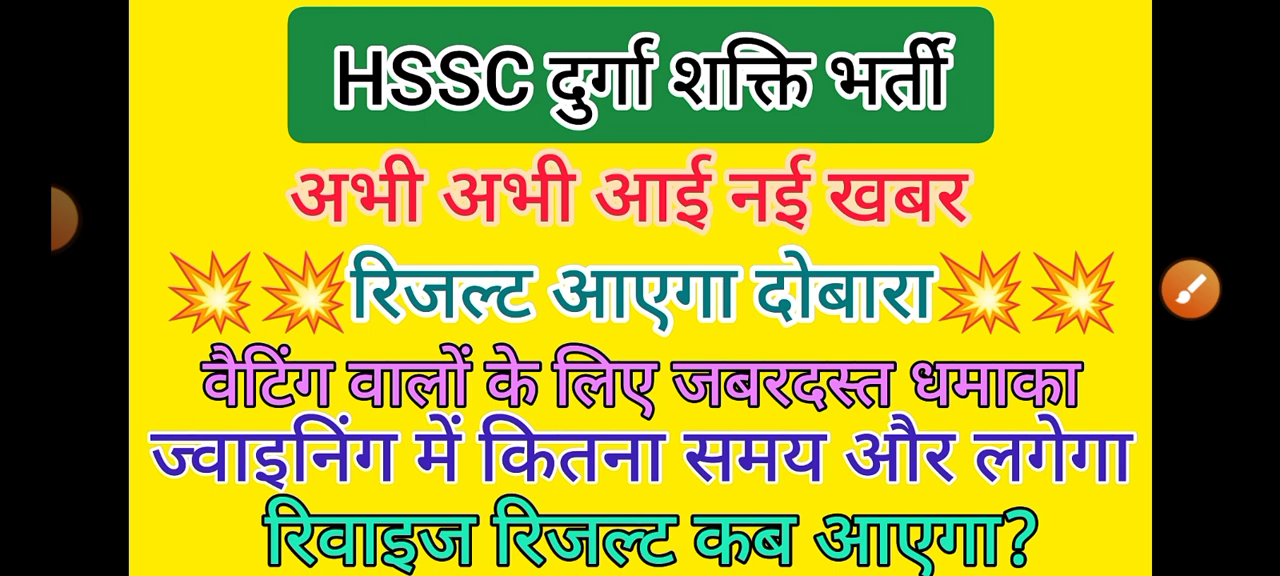 HSSC दुर्गा शक्ति भर्ती
अभी अभी आई नई खबर
💥💥रिजल्ट आएगा दोबारा💥💥
वैटिंग वालों के लिए जबरदस्त धमाका
ज्वाइनिंग में कितना समय और लगेगा
रिवाइज रिजल्ट कब आएगा?